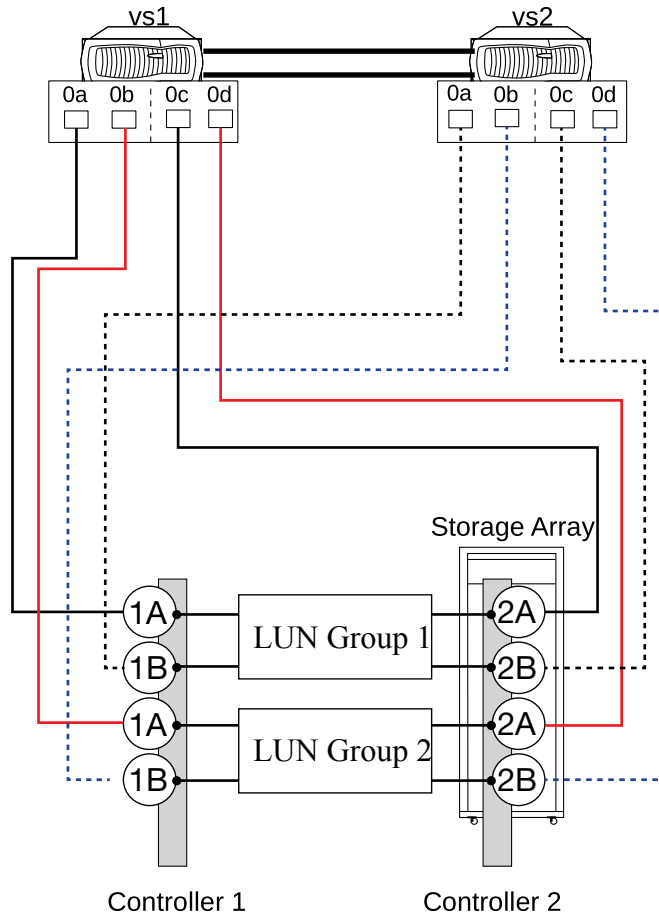 vs1 vs2
0a 0b 0c 0d 0a 0b 0c 0d
Storage Array
1A LUN Group 1 2A
1B 2B
1A LUN Group 2 2A
1B 2B
Controller 1 Controller 2